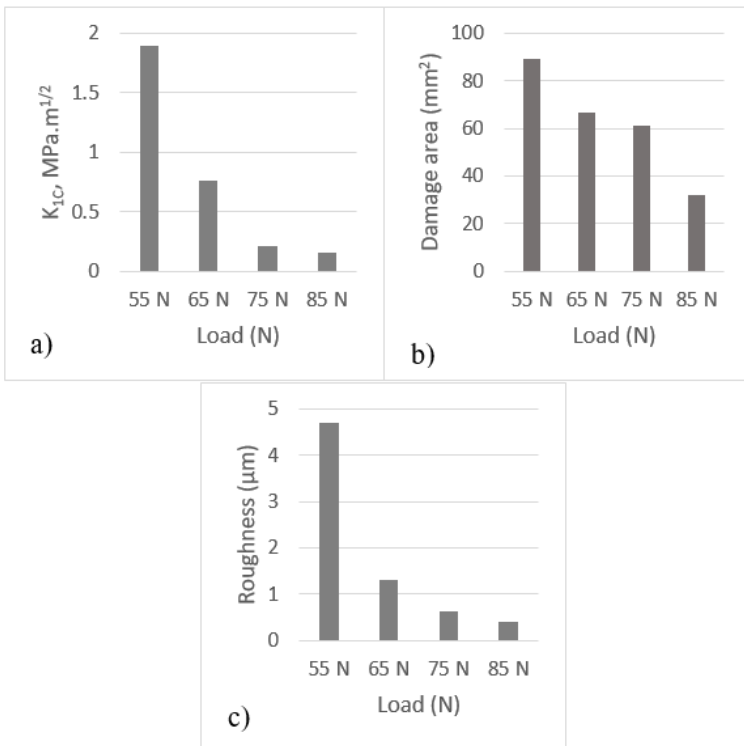 2
1.5
1
0.5
0
K₁C, MPa.m¹/²
55 N 65 N 75 N 85 N
Load (N)
a)
100
80
60
40
20
0
Damage area (mm²)
55 N 65 N 75 N 85 N
Load (N)
b)
5
4
3
2
1
0
Roughness (μm)
55 N 65 N 75 N 85 N
Load (N)
c)